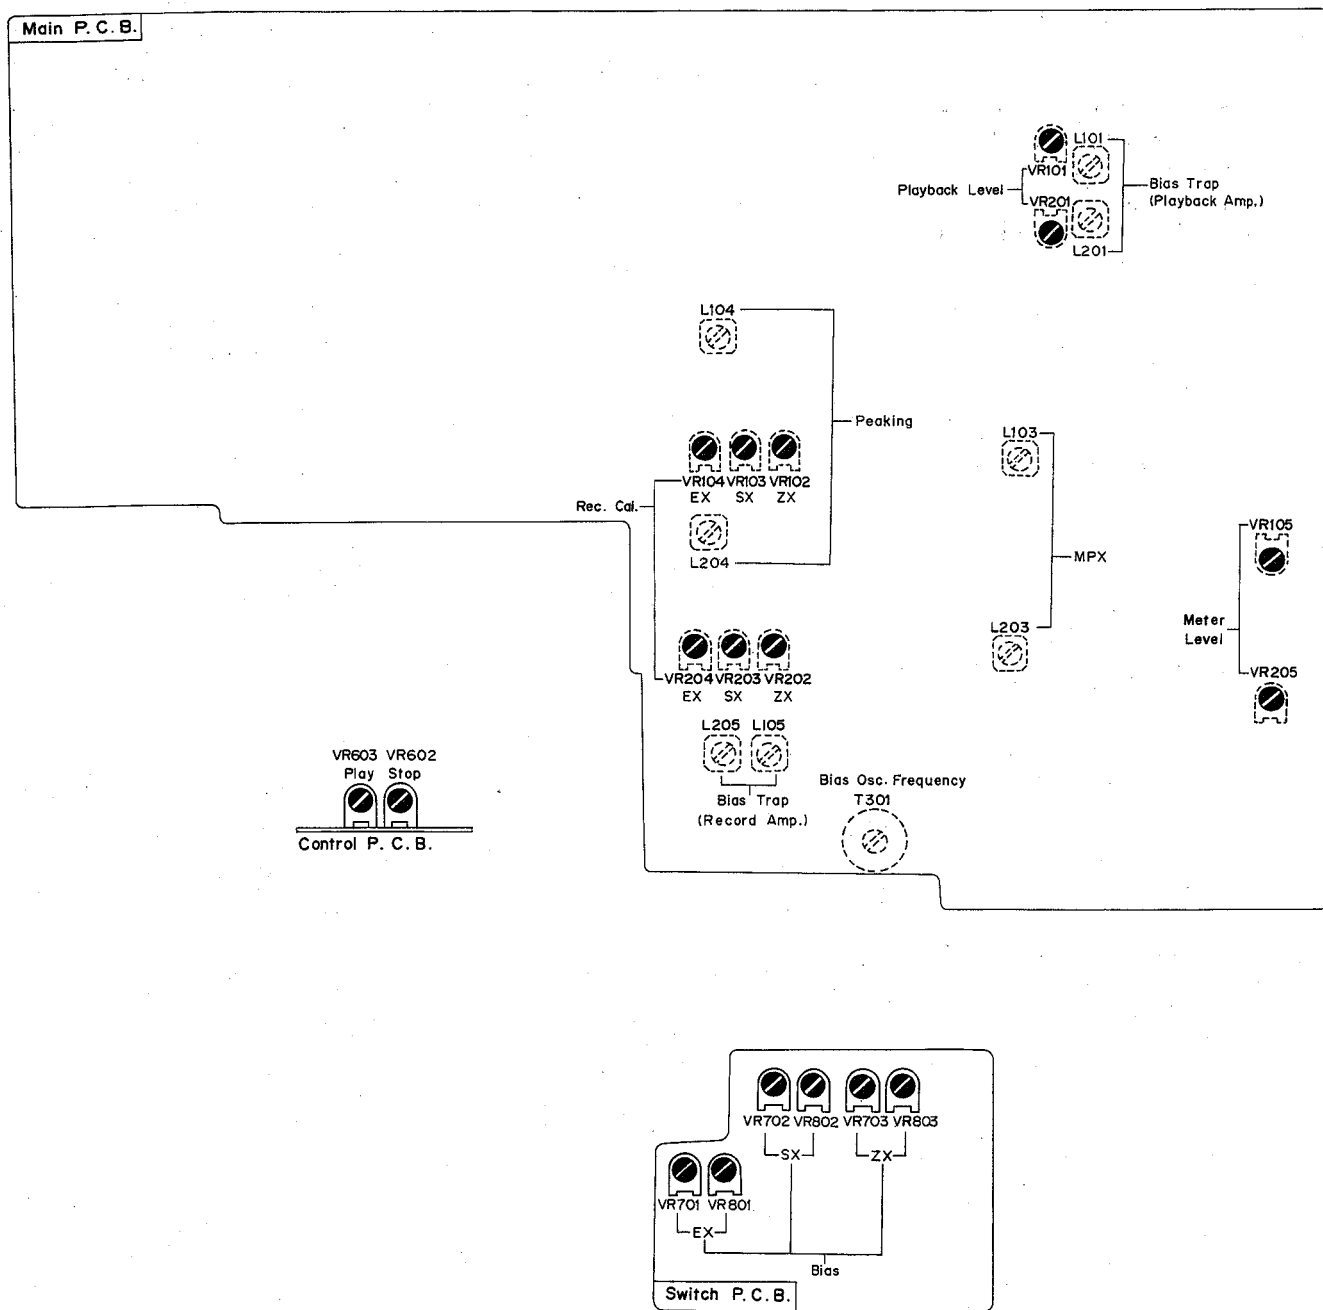 Main P. C. B.
L101
VR101
Playback Level
VR201
Bias Trap
(Playback Amp.)
L201
L104
Peaking
L103
VR104 VR103 VR102
EX SX ZX
Rec. Cal.
VR105
L204
MPX
Meter
Level
L203
VR204 VR203 VR202
EX SX ZX
VR205
L205 L105
VR603 VR602
Play Stop
Bias Osc. Frequency
T301
Bias Trap
(Record Amp.)
Control P. C. B.
VR702 VR802 VR703 VR803
SX ZX
VR701 VR801
EX
Bias
Switch P. C. B.